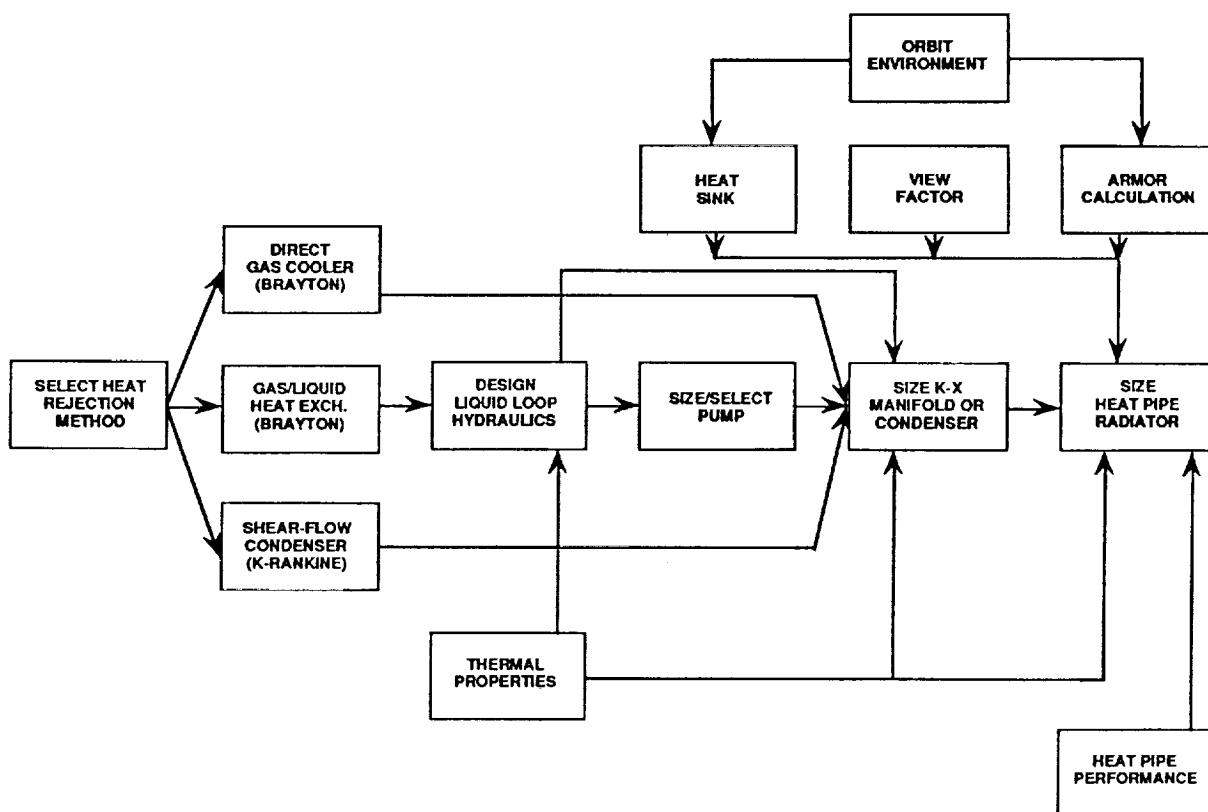 ORBIT
ENVIRONMENT
HEAT
SINK
VIEW
FACTOR
ARMOR
CALCULATION
DIRECT
GAS COOLER
(BRAYTON)
SELECT HEAT
REJECTION
METHOD
GAS/LIQUID
HEAT EXCH.
(BRAYTON)
DESIGN
LIQUID LOOP
HYDRAULICS
SIZE/SELECT
PUMP
SIZE K-X
MANIFOLD OR
CONDENSER
SIZE
HEAT PIPE
RADIATOR
SHEAR-FLOW
CONDENSER
(K-RANKINE)
THERMAL
PROPERTIES
HEAT PIPE
PERFORMANCE